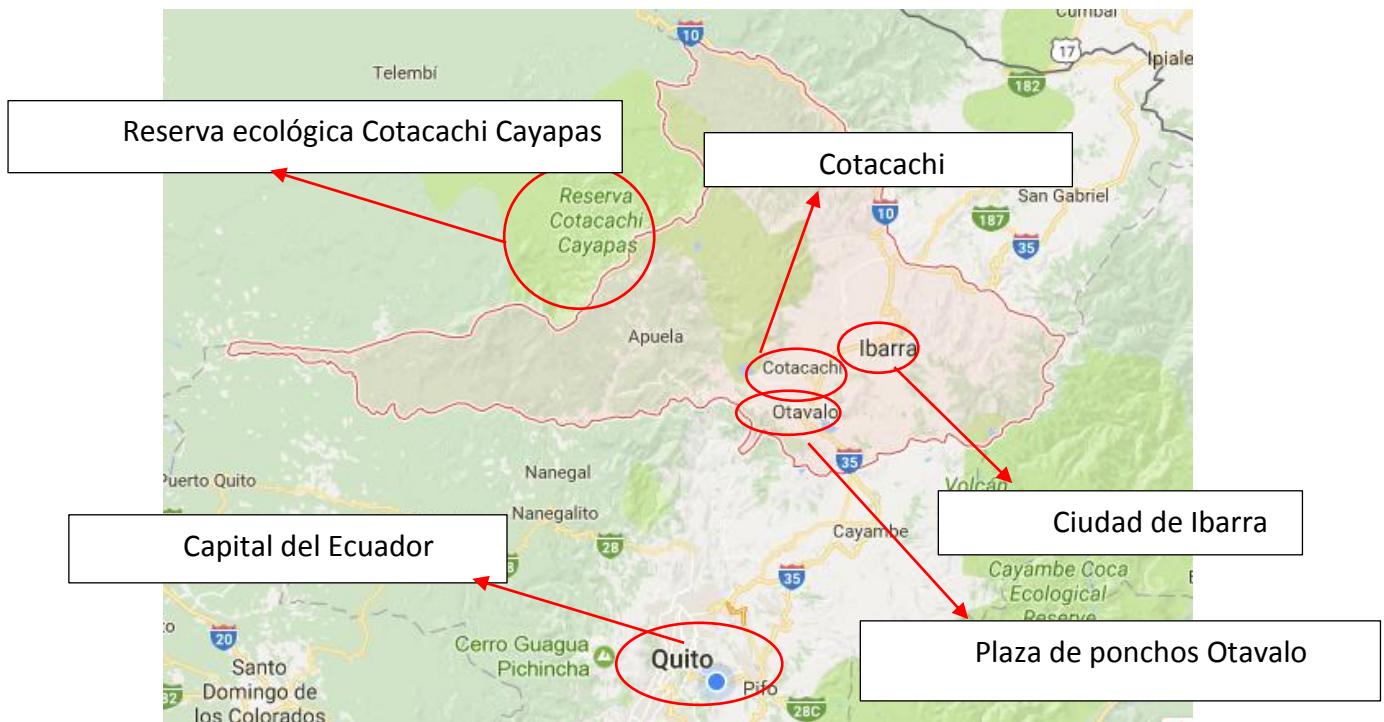 Cumbal
10
17
Ipiale
Telembí
182
Reserva ecológica Cotacachi Cayapas
Cotacachi
Reserva
Cotacachi
Cayapas
San Gabriel
10
187
35
Apuela
Ibarra
Cotacachi
Otavalo
35
Nanegal
Volcán
Puerto Quito
Nanegalito
Ciudad de Ibarra
Cayambe
Capital del Ecuador
28
Cayambe Coca
Ecological
Reserve
35
20
Cerro Guagua
Pichincha
Quito
Plaza de ponchos Otavalo
Santo
Domingo de
los Colorados
Pifo
28C